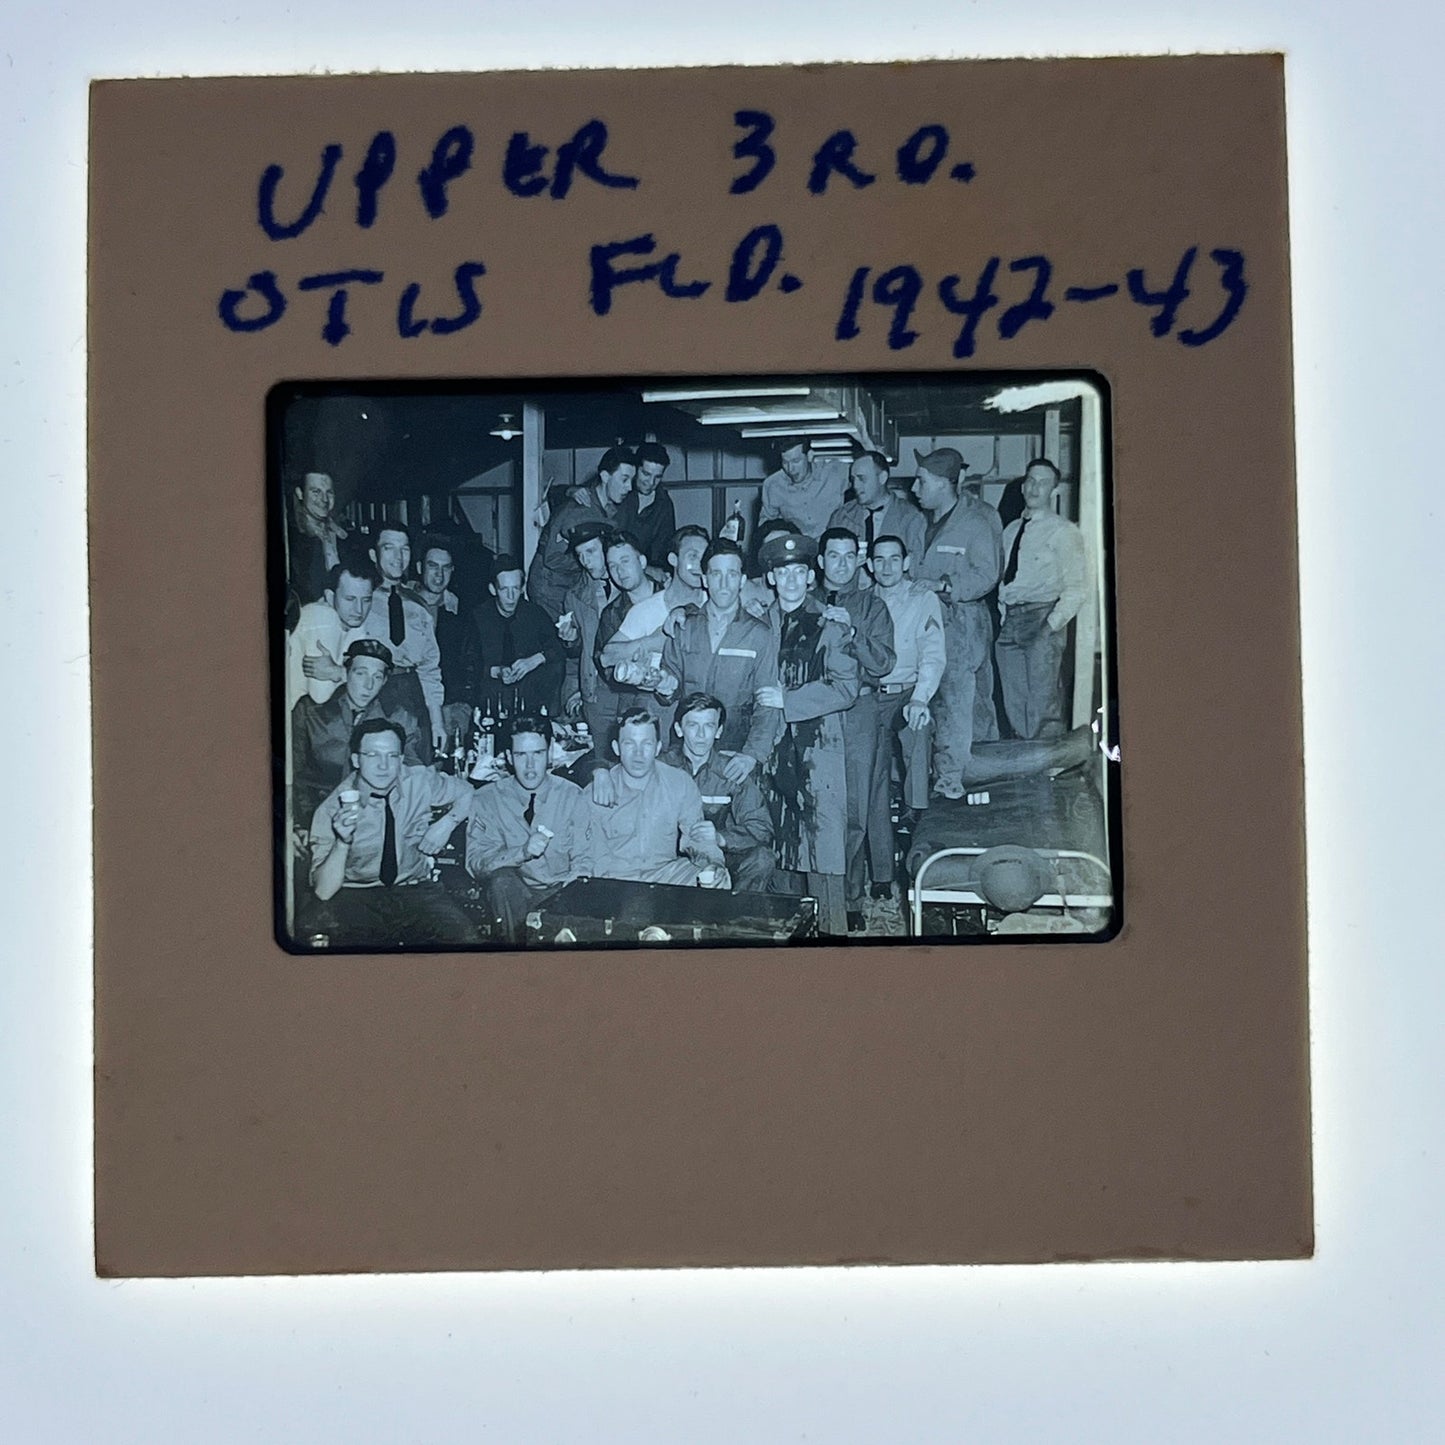 UPPER 3RD.
OTIS FLD. 1942-43